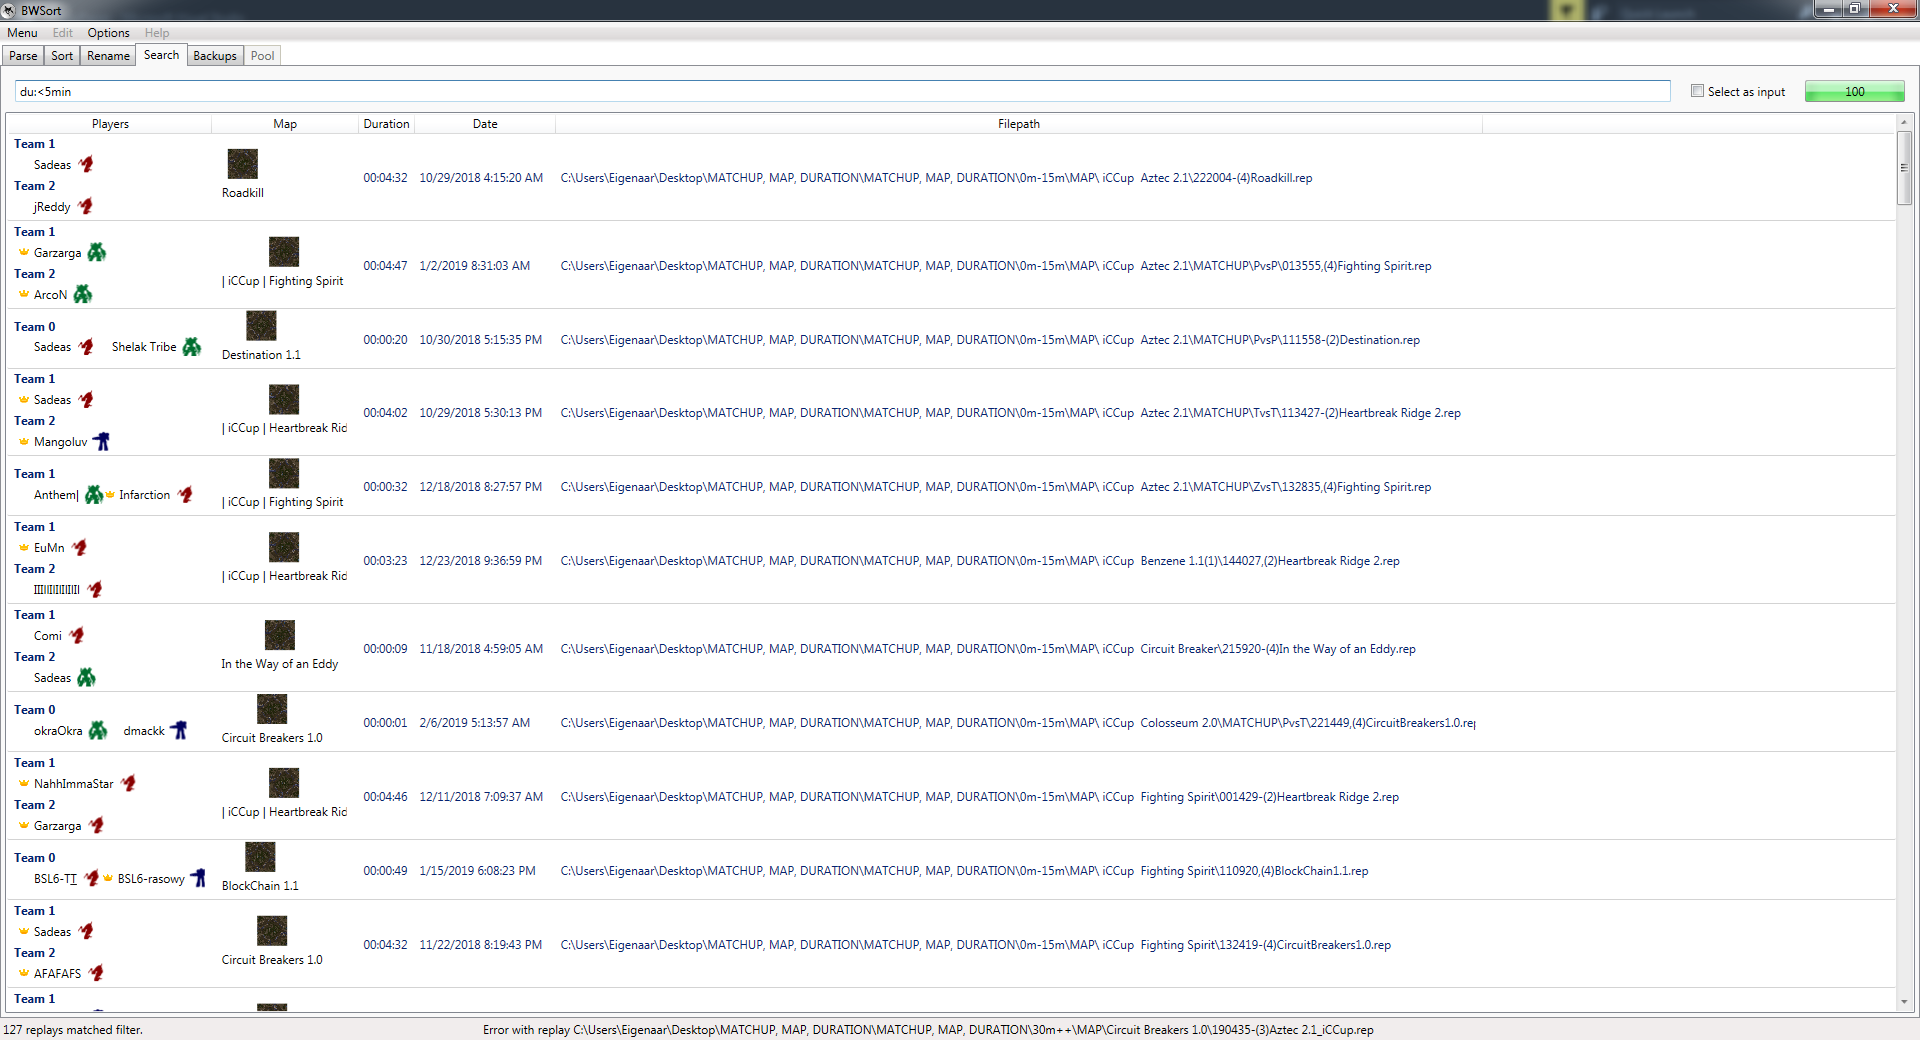 BWSort
Menu Edit Options Help
Parse Sort Rename Search Backups Pool
du:<5min Select as input 100
Players Map Duration Date Filepath
Team 1
Sadeas
Team 2
jReddy
Roadkill
00:04:32 10/29/2018 4:15:20 AM C:\Users\Eigenaar\Desktop\MATCHUP, MAP, DURATION\MATCHUP, MAP, DURATION\0m-15m\MAP\ iCCup  Aztec 2.1\222004-(4)Roadkill.rep
Team 1
Garzarga
Team 2
ArcoN
| iCCup | Fighting Spirit
00:04:47 1/2/2019 8:31:03 AM C:\Users\Eigenaar\Desktop\MATCHUP, MAP, DURATION\MATCHUP, MAP, DURATION\0m-15m\MAP\ iCCup  Aztec 2.1\MATCHUP\PvsP\013555,(4)Fighting Spirit.rep
Team 0
Sadeas Shelak Tribe
Destination 1.1
00:00:20 10/30/2018 5:15:35 PM C:\Users\Eigenaar\Desktop\MATCHUP, MAP, DURATION\MATCHUP, MAP, DURATION\0m-15m\MAP\ iCCup  Aztec 2.1\MATCHUP\PvsP\111558-(2)Destination.rep
Team 1
Sadeas
Team 2
Mangoluv
| iCCup | Heartbreak Rid
00:04:02 10/29/2018 5:30:13 PM C:\Users\Eigenaar\Desktop\MATCHUP, MAP, DURATION\MATCHUP, MAP, DURATION\0m-15m\MAP\ iCCup  Aztec 2.1\MATCHUP\TvsT\113427-(2)Heartbreak Ridge 2.rep
Team 1
Anthem| Infarction
| iCCup | Fighting Spirit
00:00:32 12/18/2018 8:27:57 PM C:\Users\Eigenaar\Desktop\MATCHUP, MAP, DURATION\MATCHUP, MAP, DURATION\0m-15m\MAP\ iCCup  Aztec 2.1\MATCHUP\ZvsT\132835,(4)Fighting Spirit.rep
Team 1
EuMn
Team 2
| iCCup | Heartbreak Rid
00:03:23 12/23/2018 9:36:59 PM C:\Users\Eigenaar\Desktop\MATCHUP, MAP, DURATION\MATCHUP, MAP, DURATION\0m-15m\MAP\ iCCup  Benzene 1.1(1)\144027,(2)Heartbreak Ridge 2.rep
Team 1
Comi
Team 2
Sadeas
In the Way of an Eddy
00:00:09 11/18/2018 4:59:05 AM C:\Users\Eigenaar\Desktop\MATCHUP, MAP, DURATION\MATCHUP, MAP, DURATION\0m-15m\MAP\ iCCup  Circuit Breaker\215920-(4)In the Way of an Eddy.rep
Team 0
okraOkra dmackk
Circuit Breakers 1.0
00:00:01 2/6/2019 5:13:57 AM C:\Users\Eigenaar\Desktop\MATCHUP, MAP, DURATION\MATCHUP, MAP, DURATION\0m-15m\MAP\ iCCup  Colosseum 2.0\MATCHUP\PvsT\221449,(4)CircuitBreakers1.0.rep
Team 1
NahhImmaStar
Team 2
Garzarga
| iCCup | Heartbreak Rid
00:04:46 12/11/2018 7:09:37 AM C:\Users\Eigenaar\Desktop\MATCHUP, MAP, DURATION\MATCHUP, MAP, DURATION\0m-15m\MAP\ iCCup  Fighting Spirit\001429-(2)Heartbreak Ridge 2.rep
Team 0
BSL6-TT BSL6-rasowy
BlockChain 1.1
00:00:49 1/15/2019 6:08:23 PM C:\Users\Eigenaar\Desktop\MATCHUP, MAP, DURATION\MATCHUP, MAP, DURATION\0m-15m\MAP\ iCCup  Fighting Spirit\110920,(4)BlockChain1.1.rep
Team 1
Sadeas
Team 2
AFAFAFS
Circuit Breakers 1.0
00:04:32 11/22/2018 8:19:43 PM C:\Users\Eigenaar\Desktop\MATCHUP, MAP, DURATION\MATCHUP, MAP, DURATION\0m-15m\MAP\ iCCup  Fighting Spirit\132419-(4)CircuitBreakers1.0.rep
Team 1
127 replays matched filter. Error with replay C:\Users\Eigenaar\Desktop\MATCHUP, MAP, DURATION\MATCHUP, MAP, DURATION\30m++\MAP\Circuit Breakers 1.0\190435-(3)Aztec 2.1_iCCup.rep